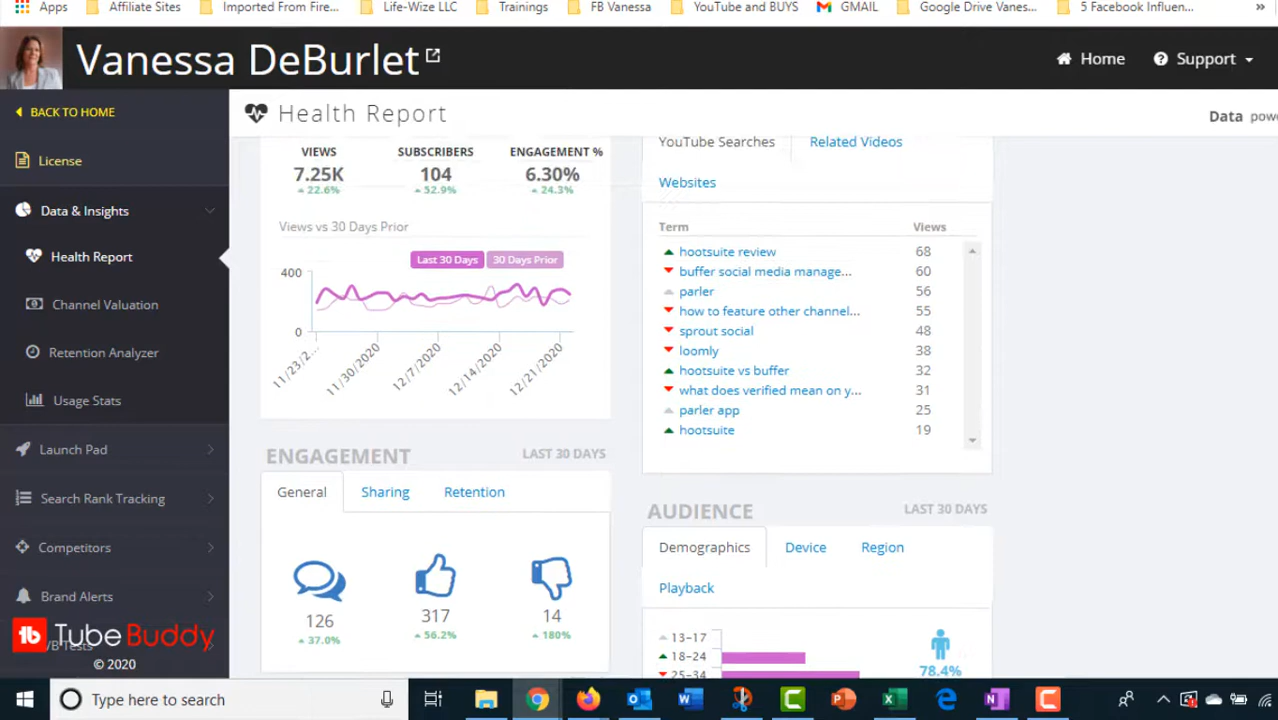 Apps
Affiliate Sites
Imported From Fire...
Life-Wize LLC
Trainings
FB Vanessa
YouTube and BUYS
GMAIL
Google Drive Vanes...
5 Facebook Influen...
»
Vanessa DeBurlet
Home
Support
BACK TO HOME
License
Data & Insights
Health Report
Channel Valuation
Retention Analyzer
Usage Stats
Launch Pad
Search Rank Tracking
Competitors
Brand Alerts
TubeBuddy
© 2020
Health Report
Data
VIEWS
SUBSCRIBERS
ENGAGEMENT %
7.25K
104
6.30%
22.6%
52.9%
24.3%
Views vs 30 Days Prior
Last 30 Days
30 Days Prior
400
0
11/23/2...
11/30/2020
12/7/2020
12/14/2020
12/21/2020
ENGAGEMENT
LAST 30 DAYS
General
Sharing
Retention
126
317
14
37.0%
56.2%
180%
YouTube Searches
Related Videos
Websites
Term
Views
hootsuite review 68
buffer social media manage... 60
parler 56
how to feature other channel... 55
sprout social 48
loomly 38
hootsuite vs buffer 32
what does verified mean on y... 31
parler app 25
hootsuite 19
AUDIENCE
LAST 30 DAYS
Demographics
Device
Region
Playback
13-17
18-24
25-34
78.4%
Type here to search